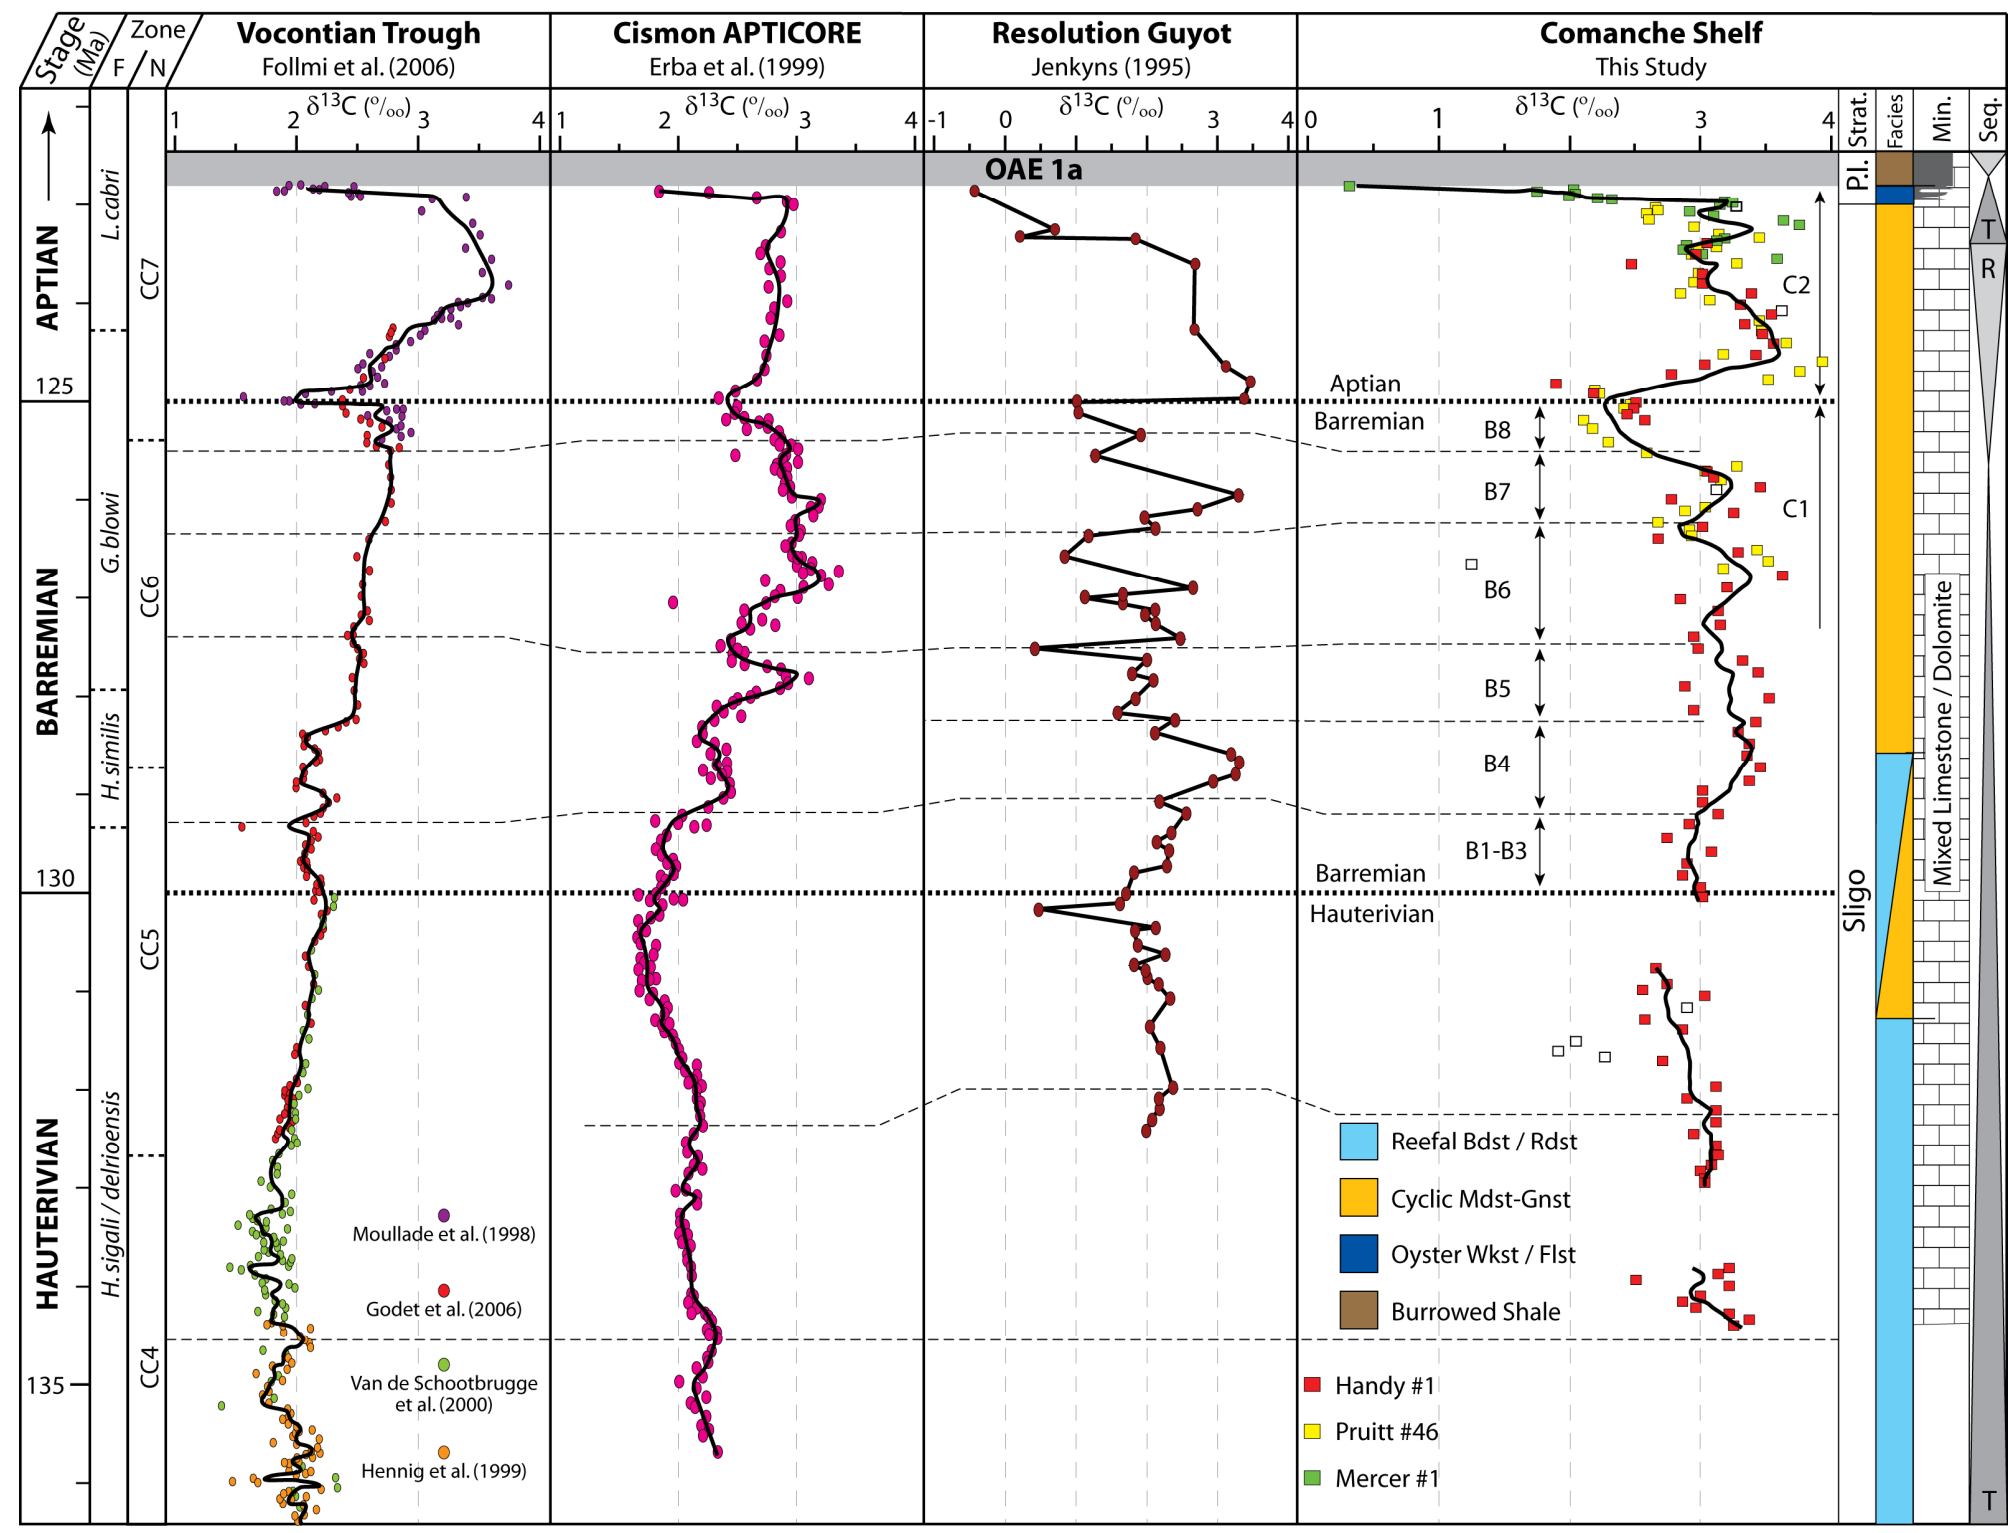 Stage
(Ma)
Zone
F
N
Vocontian Trough
Follmi et al. (2006)
Cismon APTICORE
Erba et al. (1999)
Resolution Guyot
Jenkyns (1995)
Comanche Shelf
This Study
δ¹³C (º/₀₀)
1 2 3 4
δ¹³C (º/₀₀)
1 2 3 4
δ¹³C (º/₀₀)
-1 0 3 4
δ¹³C (º/₀₀)
0 1 3 4
Strat.
Facies
Min.
Seq.
OAE 1a
APTIAN
BARREMIAN
HAUTERIVIAN
125
130
135
L. cabri
G. blowi
H. similis
H. sigali / delrioensis
CC7
CC6
CC5
CC4
Moullade et al. (1998)
Godet et al. (2006)
Van de Schootbrugge
et al. (2000)
Hennig et al. (1999)
Aptian
Barremian
Barremian
Hauterivian
C2
C1
B8
B7
B6
B5
B4
B1-B3
Reefal Bdst / Rdst
Cyclic Mdst-Gnst
Oyster Wkst / Flst
Burrowed Shale
Handy #1
Pruitt #46
Mercer #1
P.I.
Sligo
Mixed Limestone / Dolomite
T
R
T